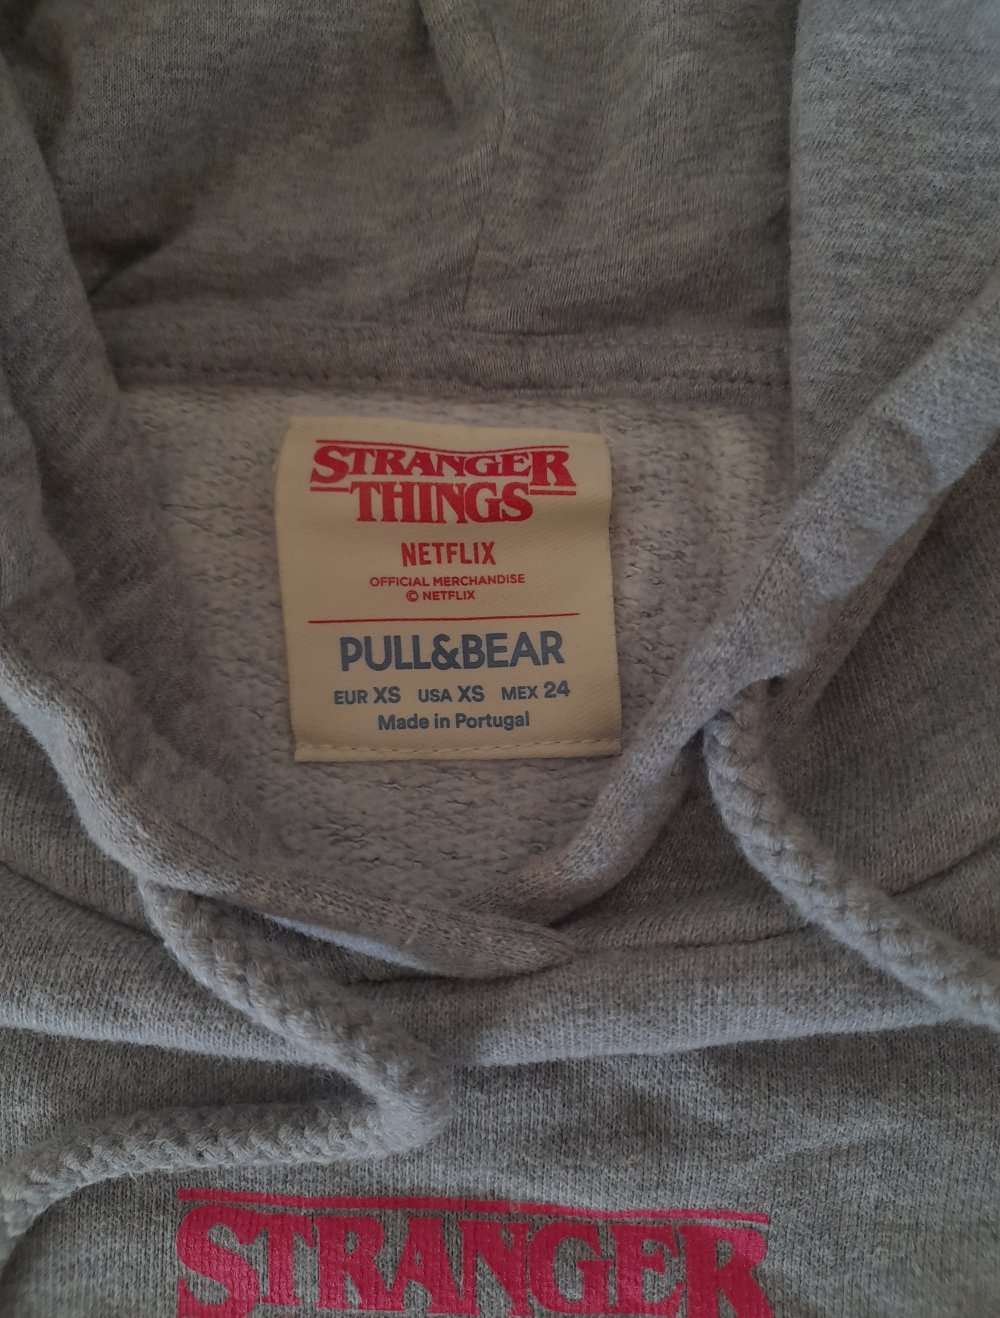 STRANGER
THINGS
NETFLIX
OFFICIAL MERCHANDISE
© NETFLIX
PULL&BEAR
EUR XS USA XS MEX 24
Made in Portugal
STRANGER